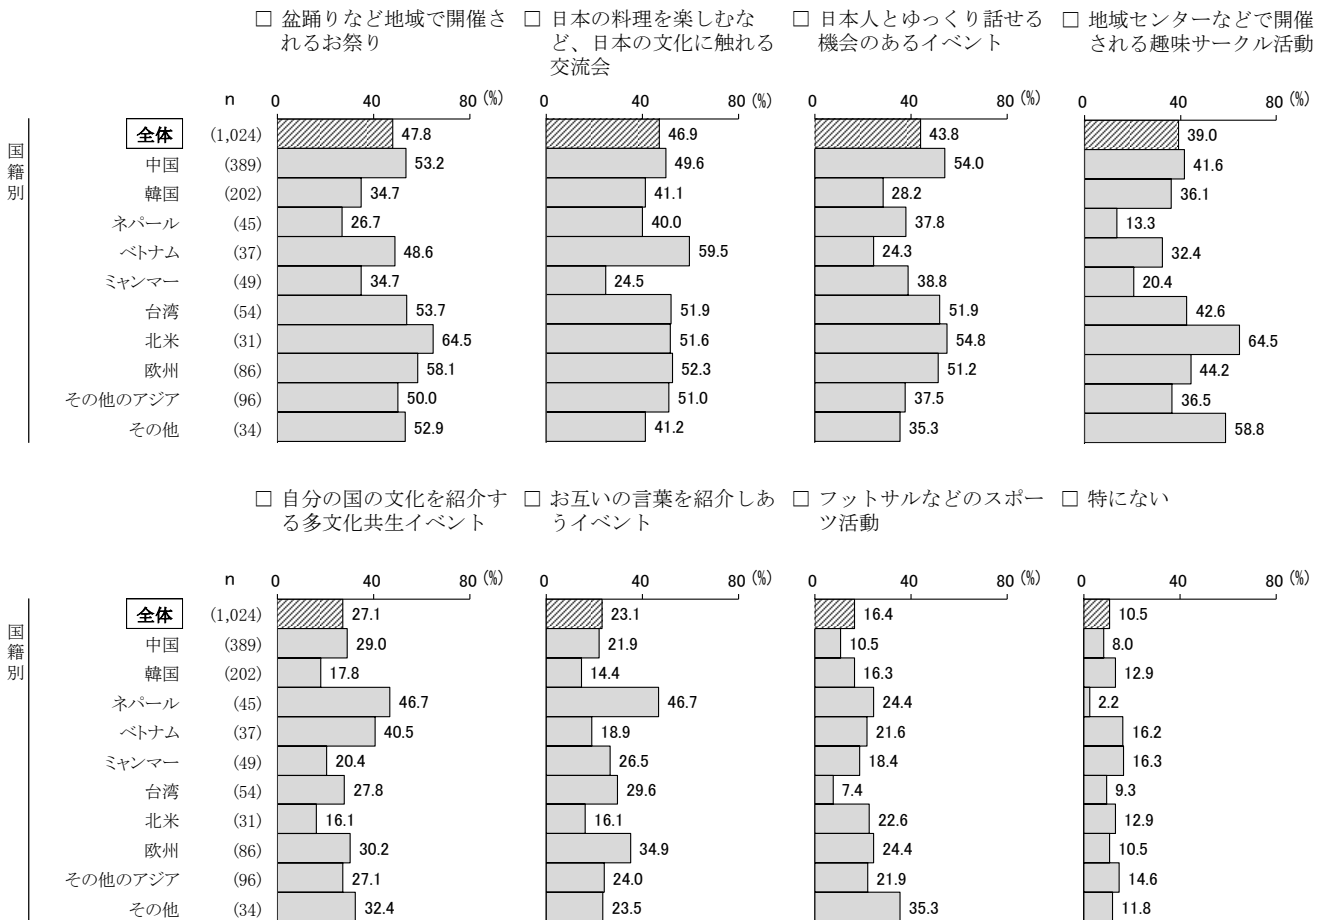 □ 盆踊りなど地域で開催さ
れるお祭り
□ 日本の料理を楽しむな
ど、日本の文化に触れる
交流会
□ 日本人とゆっくり話せる
機会のあるイベント
□ 地域センターなどで開催
される趣味サークル活動
n 0 40 80 (%) 0 40 80 (%) 0 40 80 (%) 0 40 80 (%)
国籍別
全体 (1,024) 47.8 46.9 43.8 39.0
中国 (389) 53.2 49.6 54.0 41.6
韓国 (202) 34.7 41.1 28.2 36.1
ネパール (45) 26.7 40.0 37.8 13.3
ベトナム (37) 48.6 59.5 24.3 32.4
ミャンマー (49) 34.7 24.5 38.8 20.4
台湾 (54) 53.7 51.9 51.9 42.6
北米 (31) 64.5 51.6 54.8 64.5
欧州 (86) 58.1 52.3 51.2 44.2
その他のアジア (96) 50.0 51.0 37.5 36.5
その他 (34) 52.9 41.2 35.3 58.8
□ 自分の国の文化を紹介す
る多文化共生イベント
□ お互いの言葉を紹介しあ
うイベント
□ フットサルなどのスポー
ツ活動
□ 特にない
n 0 40 80 (%) 0 40 80 (%) 0 40 80 (%) 0 40 80 (%)
国籍別
全体 (1,024) 27.1 23.1 16.4 10.5
中国 (389) 29.0 21.9 10.5 8.0
韓国 (202) 17.8 14.4 16.3 12.9
ネパール (45) 46.7 46.7 24.4 2.2
ベトナム (37) 40.5 18.9 21.6 16.2
ミャンマー (49) 20.4 26.5 18.4 16.3
台湾 (54) 27.8 29.6 7.4 9.3
北米 (31) 16.1 16.1 22.6 12.9
欧州 (86) 30.2 34.9 24.4 10.5
その他のアジア (96) 27.1 24.0 21.9 14.6
その他 (34) 32.4 23.5 35.3 11.8